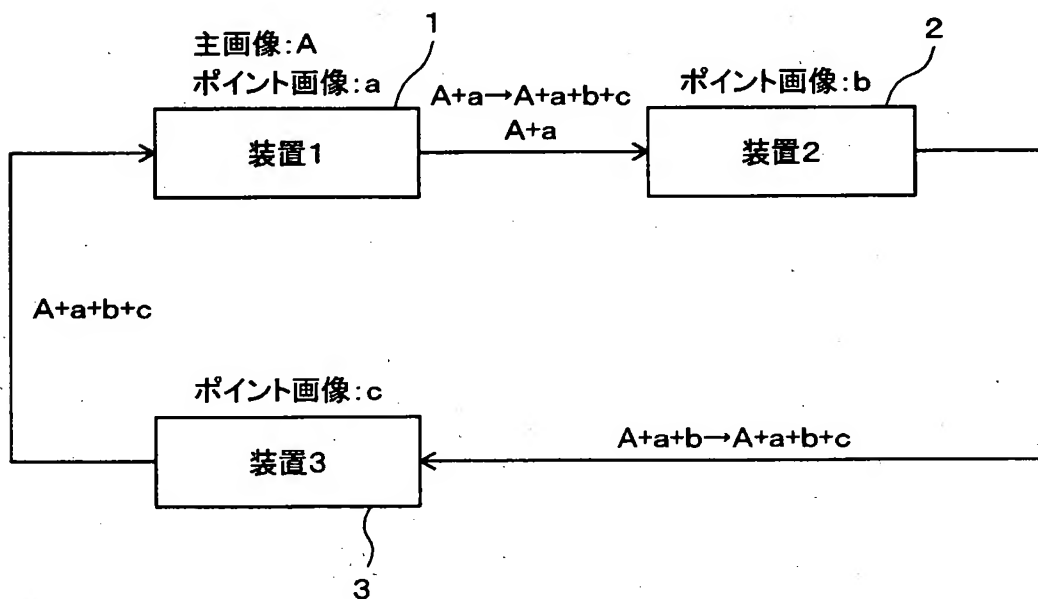 1
主画像:A
ポイント画像:a
装置1
A+a→A+a+b+c
A+a
2
ポイント画像:b
装置2
A+a+b+c
ポイント画像:c
装置3
A+a+b→A+a+b+c
3